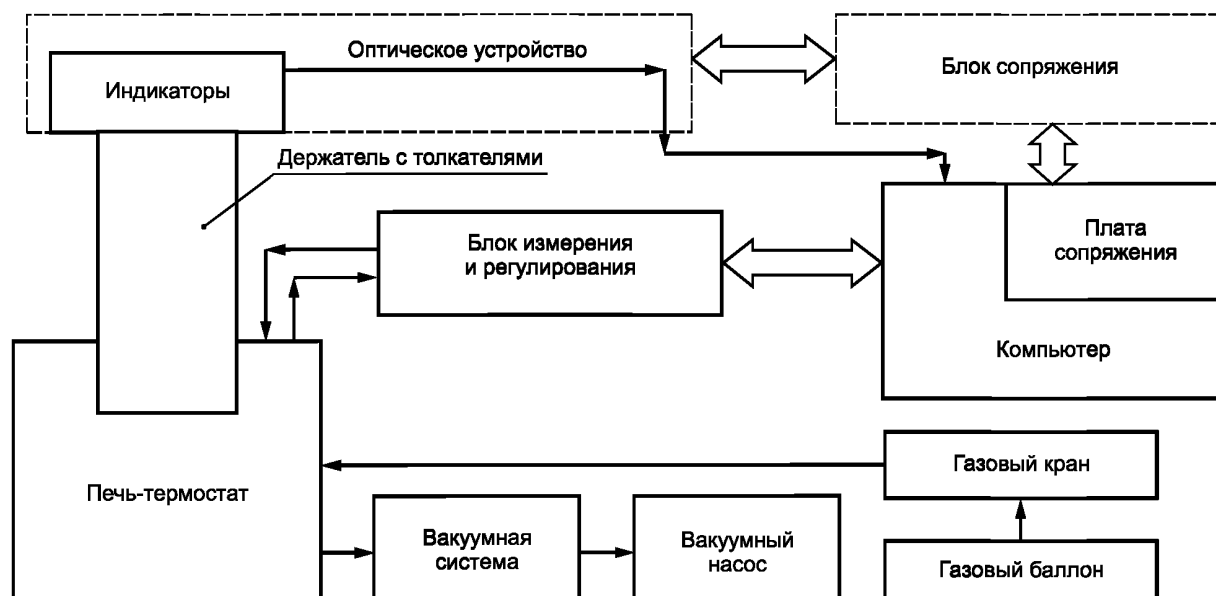 Оптическое устройство
Индикаторы
Блок сопряжения
Держатель с толкателями
Блок измерения
и регулирования
Плата
сопряжения
Компьютер
Газовый кран
Печь-термостат
Вакуумная
система
Вакуумный
насос
Газовый баллон